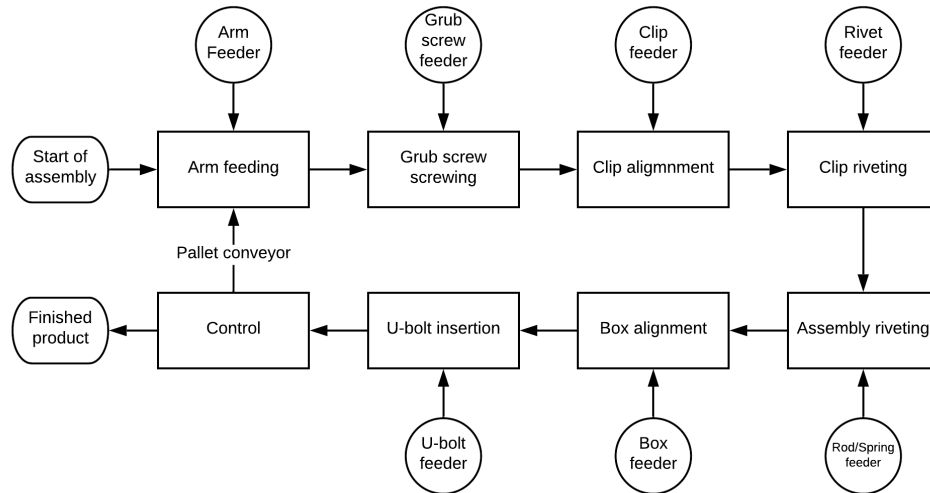 Arm
Feeder
Grub
screw
feeder
Clip
feeder
Rivet
feeder
Start of
assembly
Arm feeding
Grub screw
screwing
Clip aligmnment
Clip riveting
Pallet conveyor
Finished
product
Control
U-bolt insertion
Box alignment
Assembly riveting
U-bolt
feeder
Box
feeder
Rod/Spring
feeder